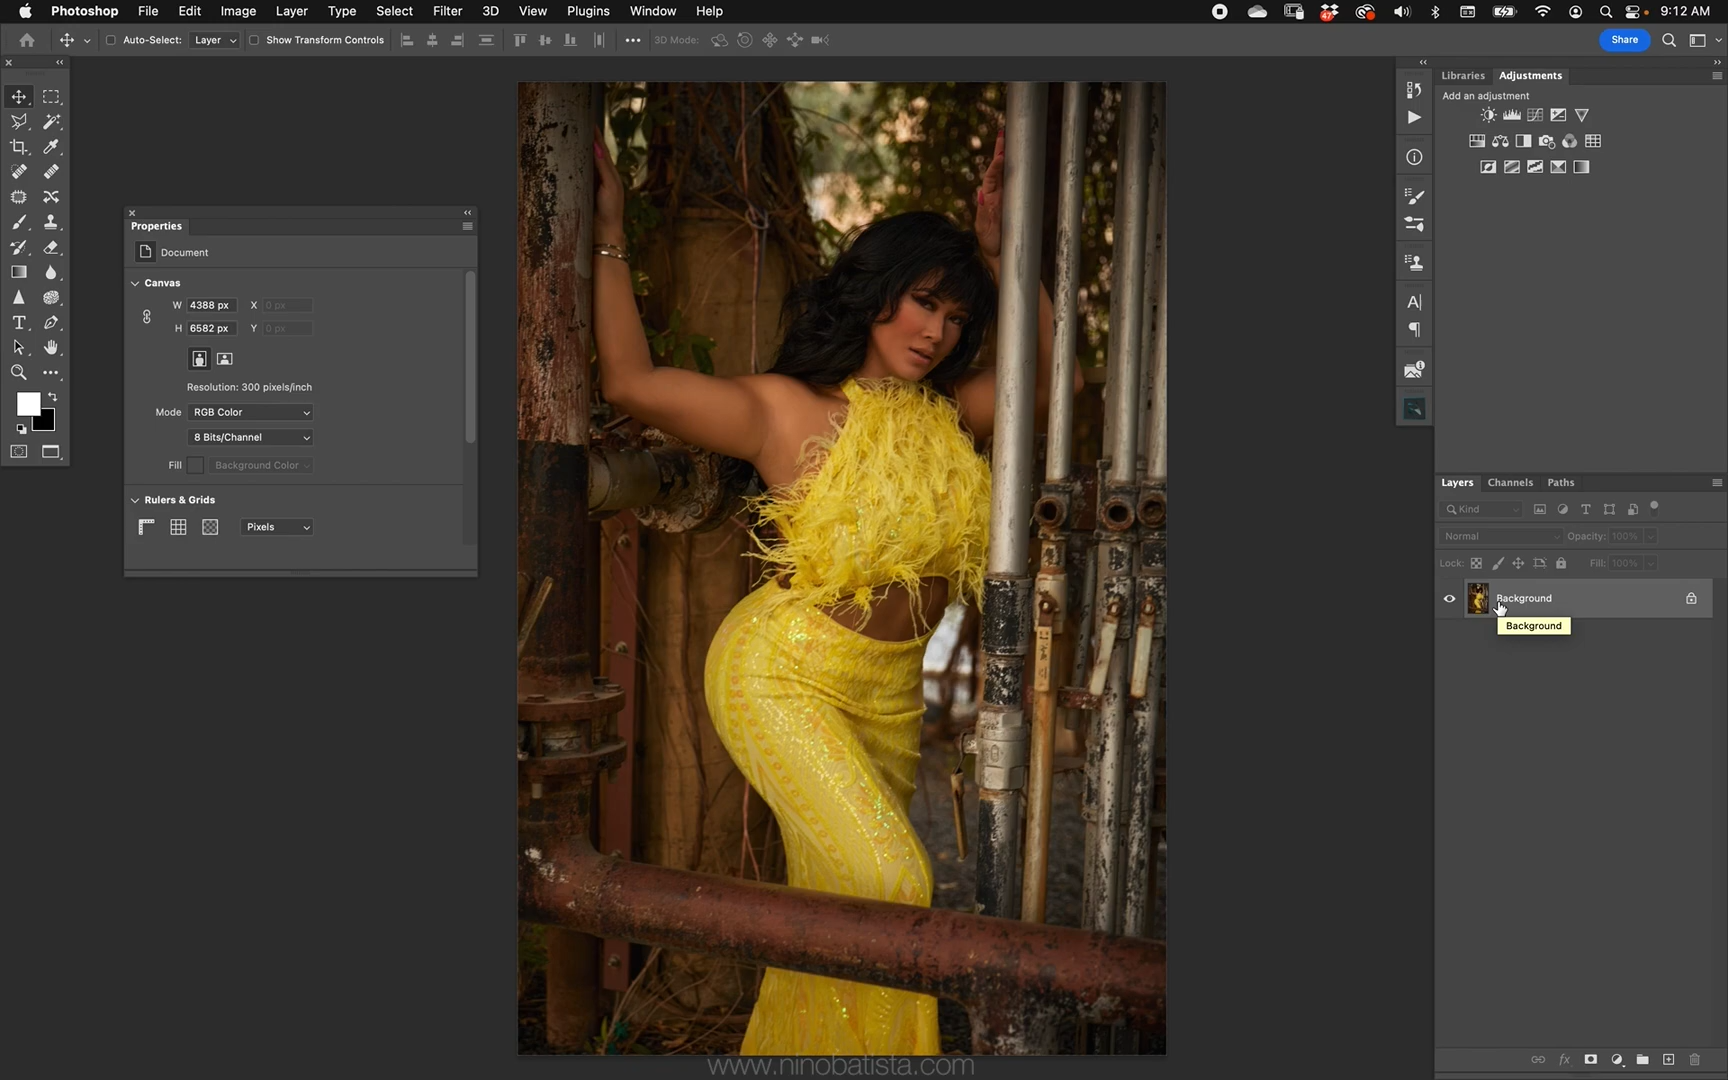 Photoshop File Edit Image Layer Type Select Filter 3D View Plugins Window Help 47 9:12 AM
Auto-Select: Layer Show Transform Controls 3D Mode: Share
Libraries Adjustments
Add an adjustment
Properties
Document
Canvas
W 4388 px X 0 px
H 6582 px Y 0 px
Resolution: 300 pixels/inch
Mode RGB Color
8 Bits/Channel
Fill Background Color
Rulers & Grids
Pixels
Layers Channels Paths
Kind
Normal Opacity: 100%
Lock: Fill: 100%
Background
Background
www.ninobatista.com